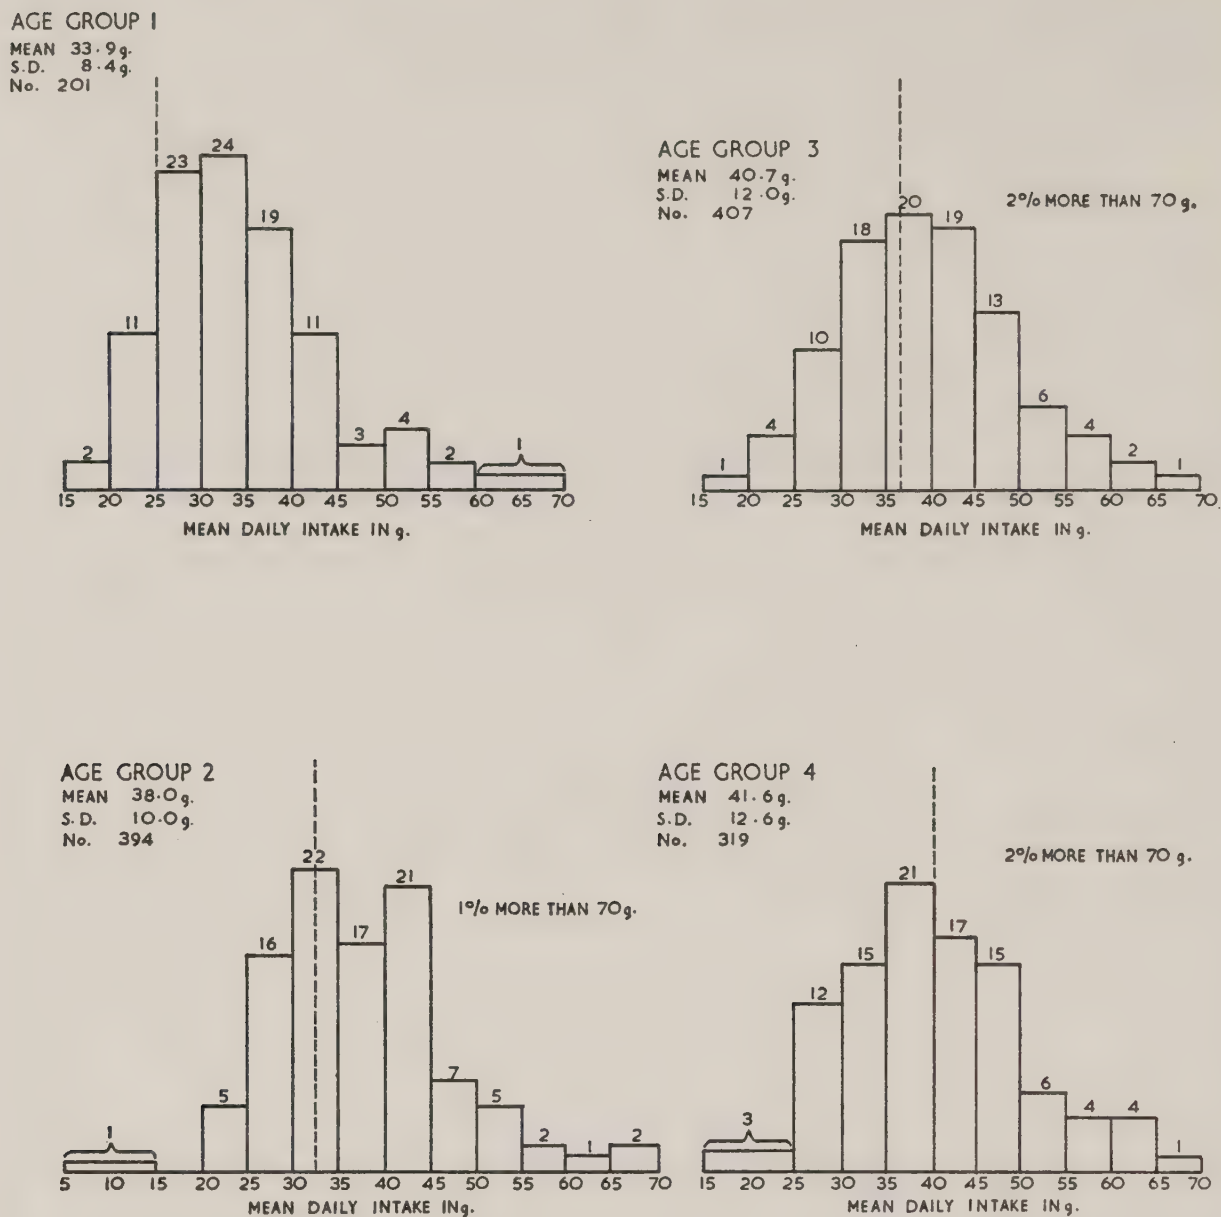 AGE GROUP 1
MEAN 33·9g.
S.D. 8·4g.
No. 201
2
11
23
24
19
11
3
4
2
1
15 20 25 30 35 40 45 50 55 60 65 70
MEAN DAILY INTAKE IN g.
AGE GROUP 3
MEAN 40·7g.
S.D. 12·0g.
No. 407
2% MORE THAN 70 g.
1
4
10
18
20
19
13
6
4
2
1
15 20 25 30 35 40 45 50 55 60 65 70
MEAN DAILY INTAKE IN g.
AGE GROUP 2
MEAN 38·0g.
S.D. 10·0g.
No. 394
1% MORE THAN 70g.
1
5
16
22
17
21
7
5
2
1
2
5 10 15 20 25 30 35 40 45 50 55 60 65 70
MEAN DAILY INTAKE IN g.
AGE GROUP 4
MEAN 41·6g.
S.D. 12·6g.
No. 319
2% MORE THAN 70 g.
3
12
15
21
17
15
6
4
4
1
15 20 25 30 35 40 45 50 55 60 65 70
MEAN DAILY INTAKE IN g.